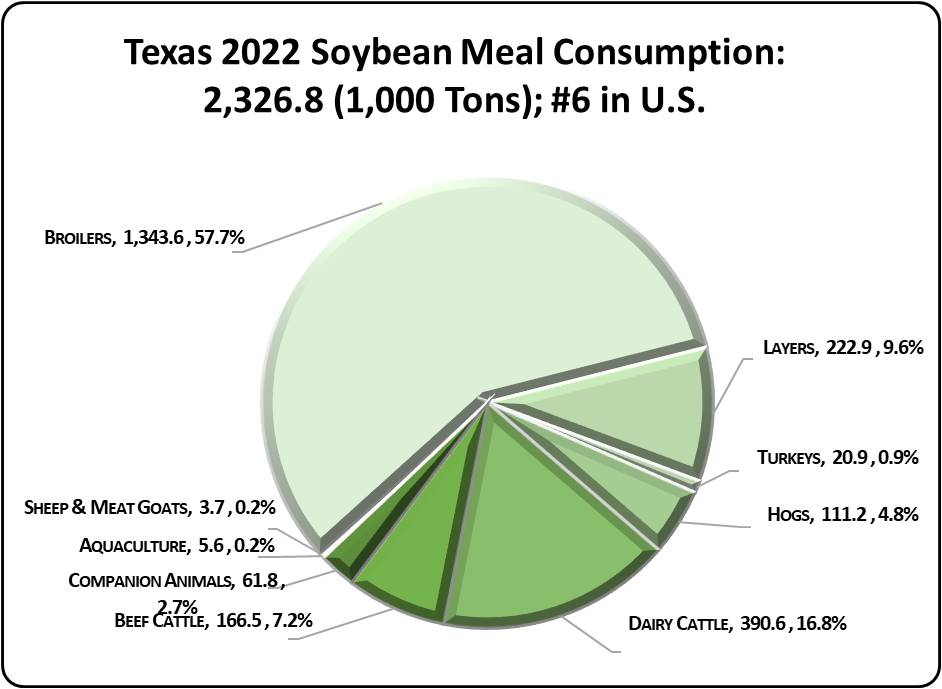 Texas 2022 Soybean Meal Consumption:
2,326.8 (1,000 Tons); #6 in U.S.
BROILERS, 1,343.6 , 57.7%
LAYERS, 222.9 , 9.6%
TURKEYS, 20.9 , 0.9%
HOGS, 111.2 , 4.8%
DAIRY CATTLE, 390.6 , 16.8%
BEEF CATTLE, 166.5 , 7.2%
COMPANION ANIMALS, 61.8 ,
2.7%
AQUACULTURE, 5.6 , 0.2%
SHEEP & MEAT GOATS, 3.7 , 0.2%